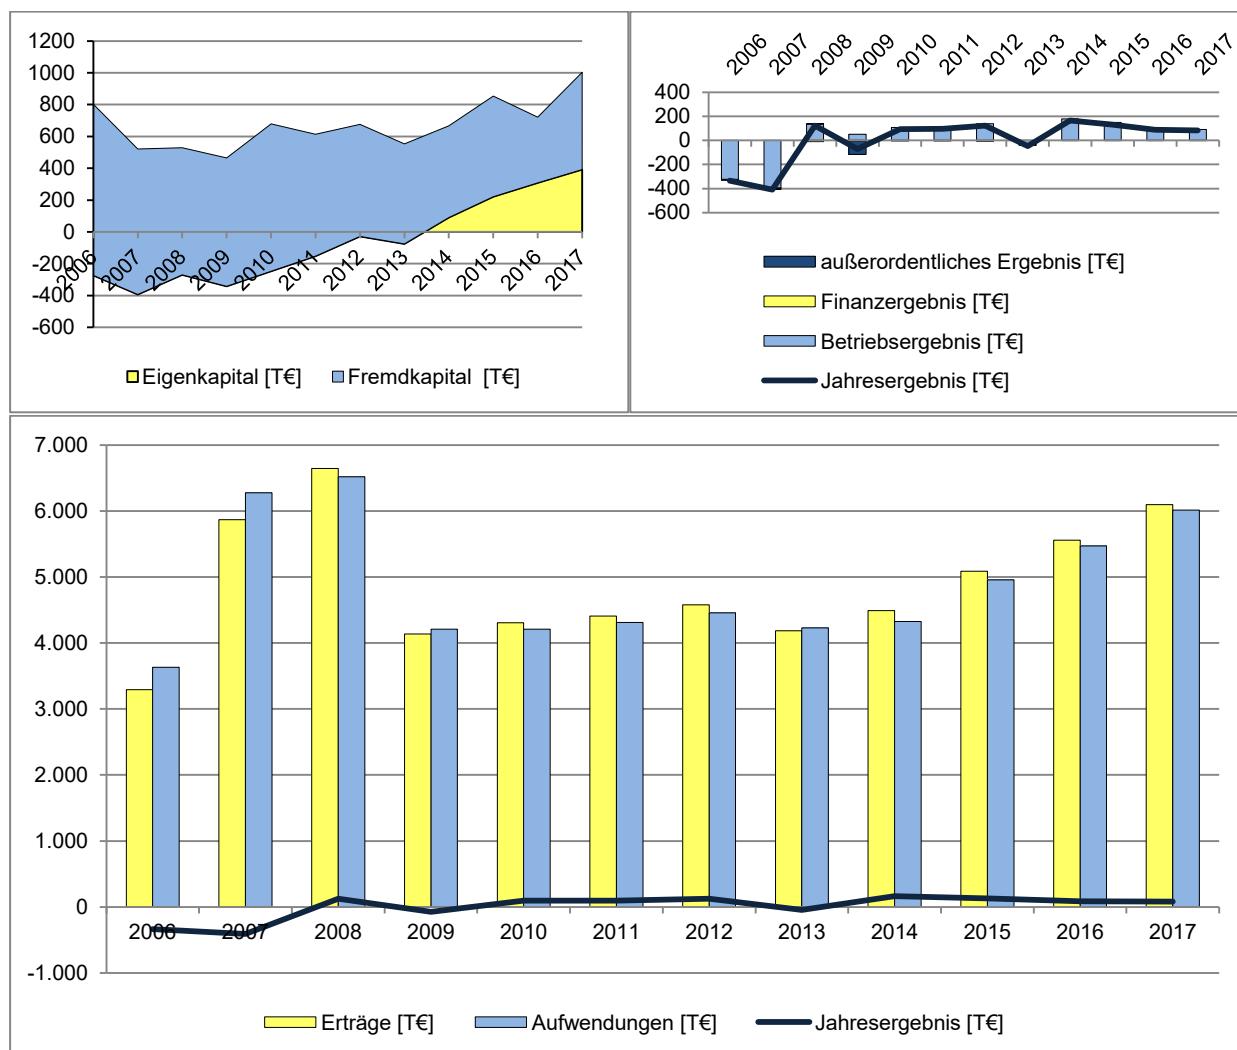 1200
1000
800
600
400
200
0
-200
-400
-600
2006 2007 2008 2009 2010 2011 2012 2013 2014 2015 2016 2017
Eigenkapital [T€] Fremdkapital [T€]
2006 2007 2008 2009 2010 2011 2012 2013 2014 2015 2016 2017
400
200
0
-200
-400
-600
außerordentliches Ergebnis [T€]
Finanzergebnis [T€]
Betriebsergebnis [T€]
Jahresergebnis [T€]
7.000
6.000
5.000
4.000
3.000
2.000
1.000
0
-1.000
2006 2007 2008 2009 2010 2011 2012 2013 2014 2015 2016 2017
Erträge [T€] Aufwendungen [T€] Jahresergebnis [T€]